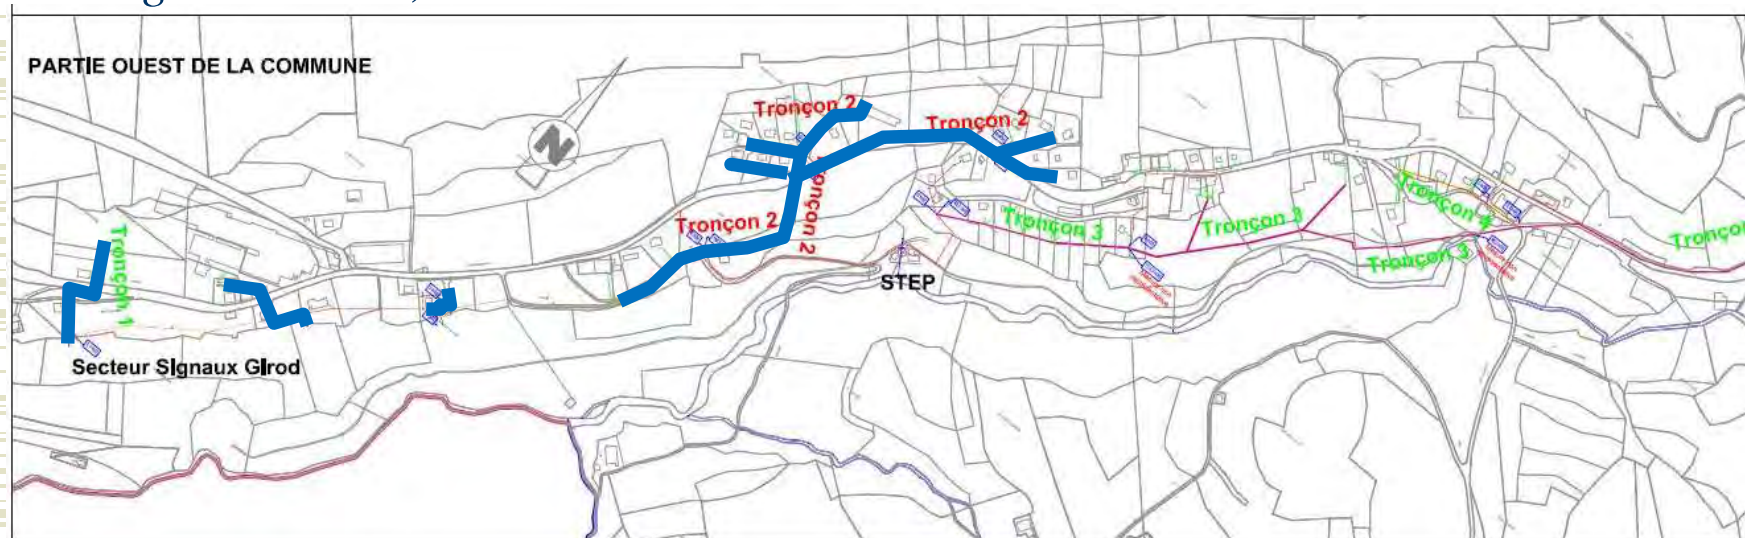 PARTIE OUEST DE LA COMMUNE
N
Tronçon 2
Tronçon 2
Tronçon 2
Tronçon 2
Tronçon 1
Tronçon 3
Tronçon 3
Tronçon 3
Tronçon 4
Tronçon
STEP
Secteur Signaux Girod